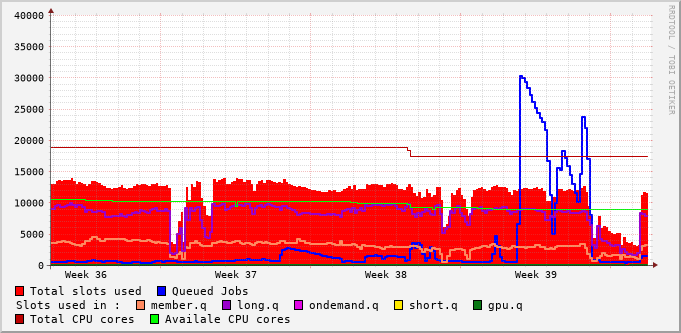 40000
35000
30000
25000
20000
15000
10000
5000
0
Week 36 Week 37 Week 38 Week 39
RRDTOOL / TOBI OETIKER
Total slots used Queued Jobs
Slots used in : member.q long.q ondemand.q short.q gpu.q
Total CPU cores Availale CPU cores